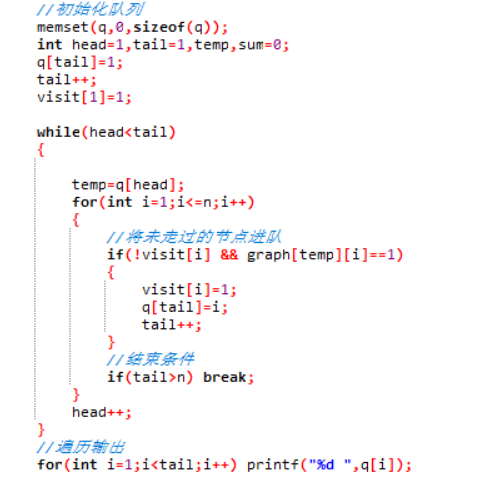 //初始化队列
memset(q,0,sizeof(q));
int head=1,tail=1,temp,sum=0;
q[tail]=1;
tail++;
visit[1]=1;
while(head<tail)
{
temp=q[head];
for(int i=1;i<=n;i++)
{
//将未走过的节点进队
if(!visit[i] && graph[temp][i]==1)
{
visit[i]=1;
q[tail]=i;
tail++;
}
//结束条件
if(tail>n) break;
}
head++;
}
//遍历输出
for(int i=1;i<tail;i++) printf("%d ",q[i]);